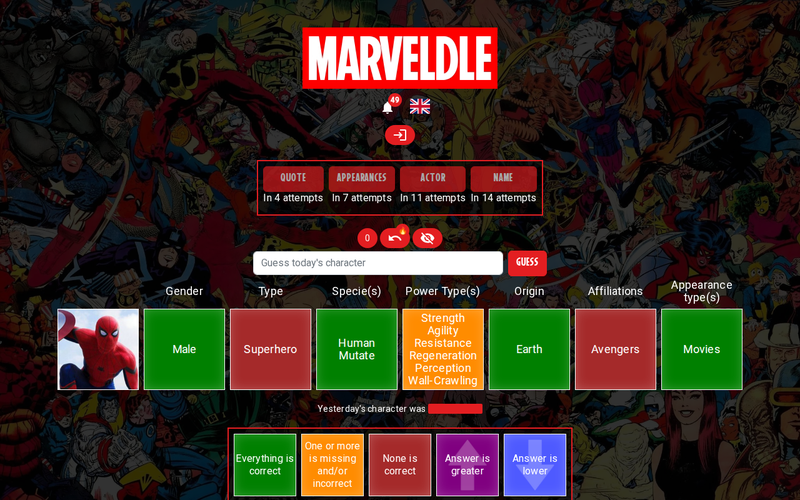 MARVELDLE
49
QUOTE APPEARANCES ACTOR NAME
In 4 attempts In 7 attempts In 11 attempts In 14 attempts
0
Guess today's character GUESS
Gender Type Specie(s) Power Type(s) Origin Affiliations Appearance
type(s)
Male
Superhero
Human
Mutate
Strength
Agility
Resistance
Regeneration
Perception
Wall-Crawling
Earth
Avengers
Movies
Yesterday's character was
Everything is
correct
One or more
is missing
and/or
incorrect
None is
correct
Answer is
greater
Answer is
lower